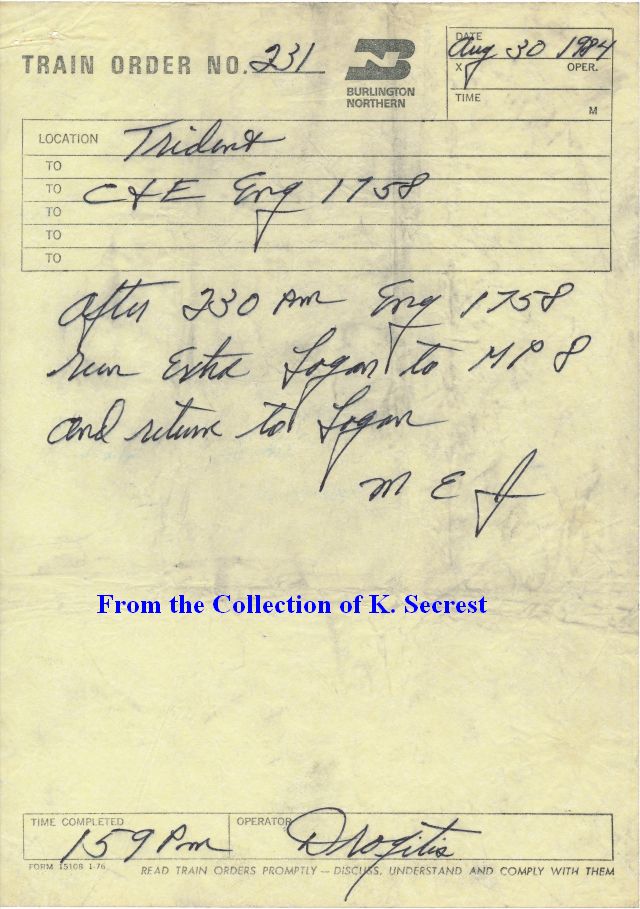 TRAIN ORDER NO. 231
BURLINGTON
NORTHERN
DATE
Aug 30 1984
X OPER.
TIME
M
LOCATION Trident
TO
TO C&E Eng 1758
TO
TO
TO
After 230 PM Eng 1758
run Extra Logan to MP 8
and return to Logan
M E J
From the Collection of K. Secrest
TIME COMPLETED
159 PM
OPERATOR
Drogitis
FORM 15108 1-76
READ TRAIN ORDERS PROMPTLY — DISCUSS, UNDERSTAND AND COMPLY WITH THEM